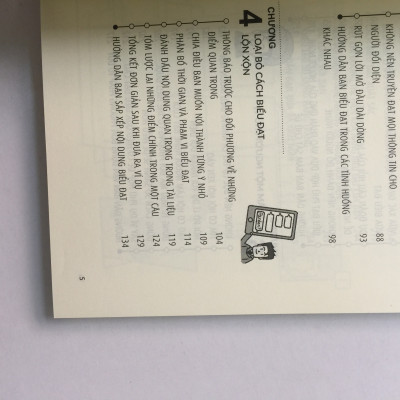 KHÔNG NÊN TRUYỀN ĐẠT MỌI THÔNG TIN CHO
NGƯỜI ĐỐI DIỆN 88
RÚT GỌN LỜI MỞ ĐẦU DÀI DÒNG 93
HƯỚNG DẪN BẠN BIỂU ĐẠT TRONG CÁC TÌNH HUỐNG
KHÁC NHAU 98
CHƯƠNG
4 LOẠI BỎ CÁCH BIỂU ĐẠT
LỘN XỘN
THÔNG BÁO TRƯỚC CHO ĐỐI PHƯƠNG VỀ NHỮNG
ĐIỂM QUAN TRỌNG 104
CHIA ĐIỀU BẠN MUỐN NÓI THÀNH TỪNG Ý NHỎ 109
PHÂN BỐ THỜI GIAN VÀ PHẠM VI BIỂU ĐẠT 114
ĐÁNH DẤU NỘI DUNG QUAN TRỌNG TRONG TÀI LIỆU 119
TÓM LƯỢC LẠI NHỮNG ĐIỂM CHÍNH TRONG MỘT CÂU 124
TỔNG KẾT ĐƠN GIẢN SAU KHI ĐƯA RA VÍ DỤ 129
HƯỚNG DẪN BẠN SẮP XẾP NỘI DUNG BIỂU ĐẠT 134
5